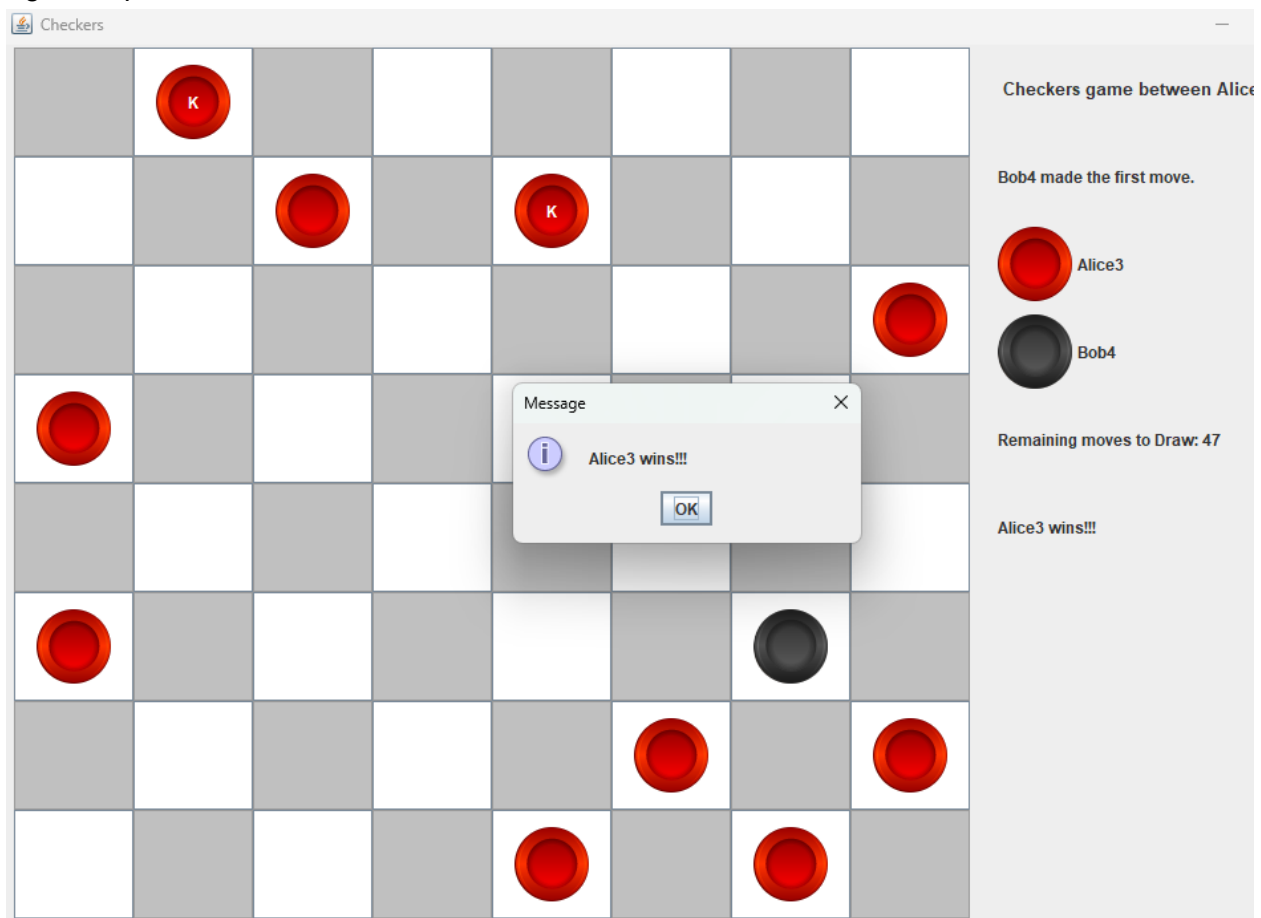 Checkers
K
K
Checkers game between Alice
Bob4 made the first move.
Alice3
Bob4
Remaining moves to Draw: 47
Alice3 wins!!!
Message
i
Alice3 wins!!!
OK